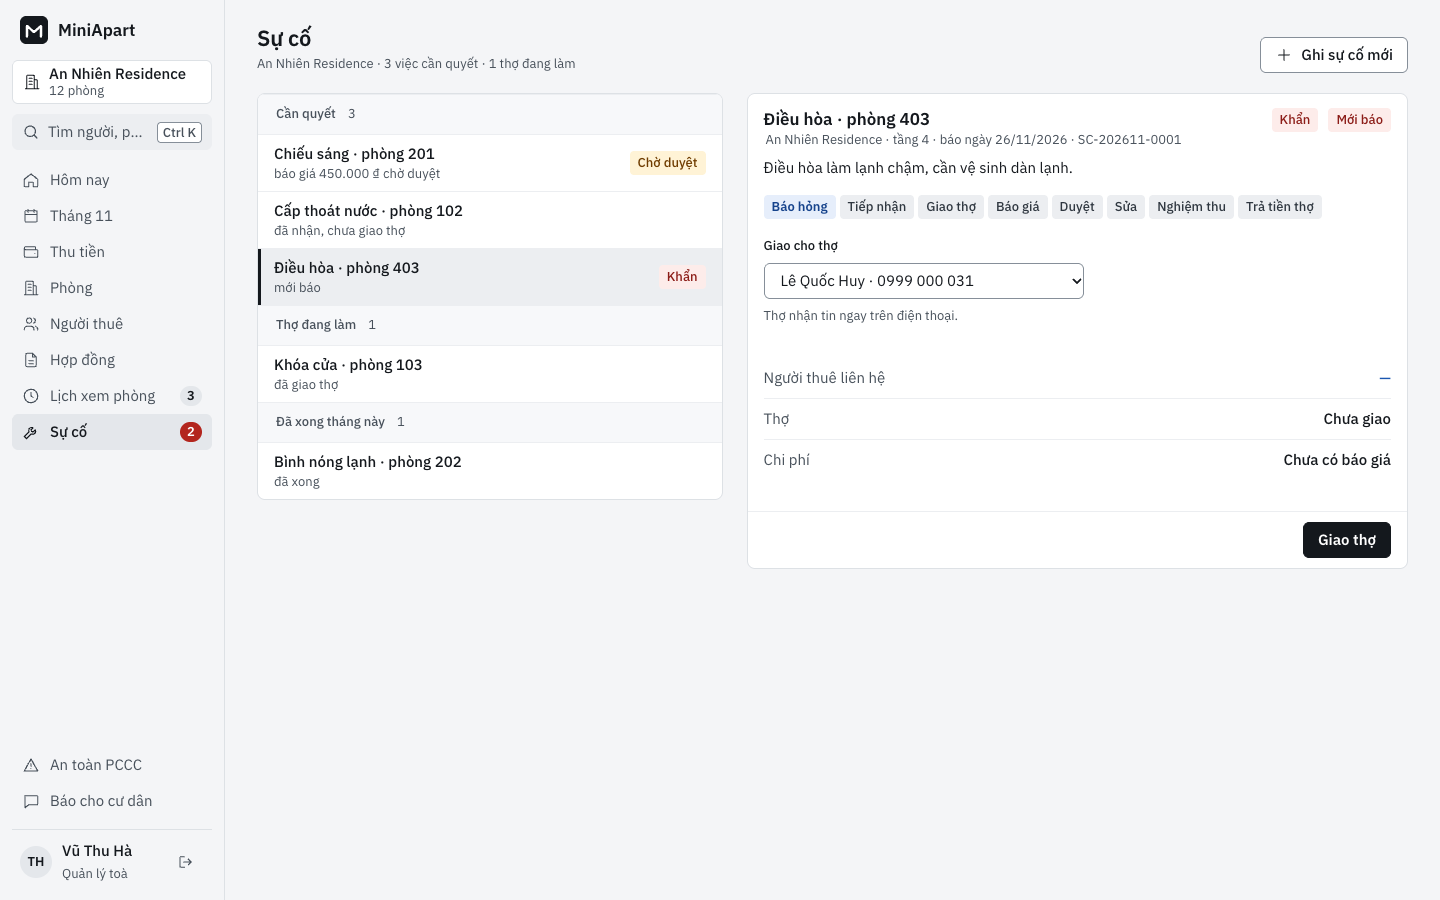 MiniApart
An Nhiên Residence
12 phòng
Tìm người, p... Ctrl K
Hôm nay
Tháng 11
Thu tiền
Phòng
Người thuê
Hợp đồng
Lịch xem phòng 3
Sự cố 2
An toàn PCCC
Báo cho cư dân
TH
Vũ Thu Hà
Quản lý toà
Sự cố
An Nhiên Residence · 3 việc cần quyết · 1 thợ đang làm
Ghi sự cố mới
Cần quyết 3
Chiếu sáng · phòng 201
báo giá 450.000 ₫ chờ duyệt
Chờ duyệt
Cấp thoát nước · phòng 102
đã nhận, chưa giao thợ
Điều hòa · phòng 403
mới báo
Khẩn
Thợ đang làm 1
Khóa cửa · phòng 103
đã giao thợ
Đã xong tháng này 1
Bình nóng lạnh · phòng 202
đã xong
Điều hòa · phòng 403
Khẩn Mới báo
An Nhiên Residence · tầng 4 · báo ngày 26/11/2026 · SC-202611-0001
Điều hòa làm lạnh chậm, cần vệ sinh dàn lạnh.
Báo hỏng Tiếp nhận Giao thợ Báo giá Duyệt Sửa Nghiệm thu Trả tiền thợ
Giao cho thợ
Lê Quốc Huy · 0999 000 031
Thợ nhận tin ngay trên điện thoại.
Người thuê liên hệ —
Thợ Chưa giao
Chi phí Chưa có báo giá
Giao thợ